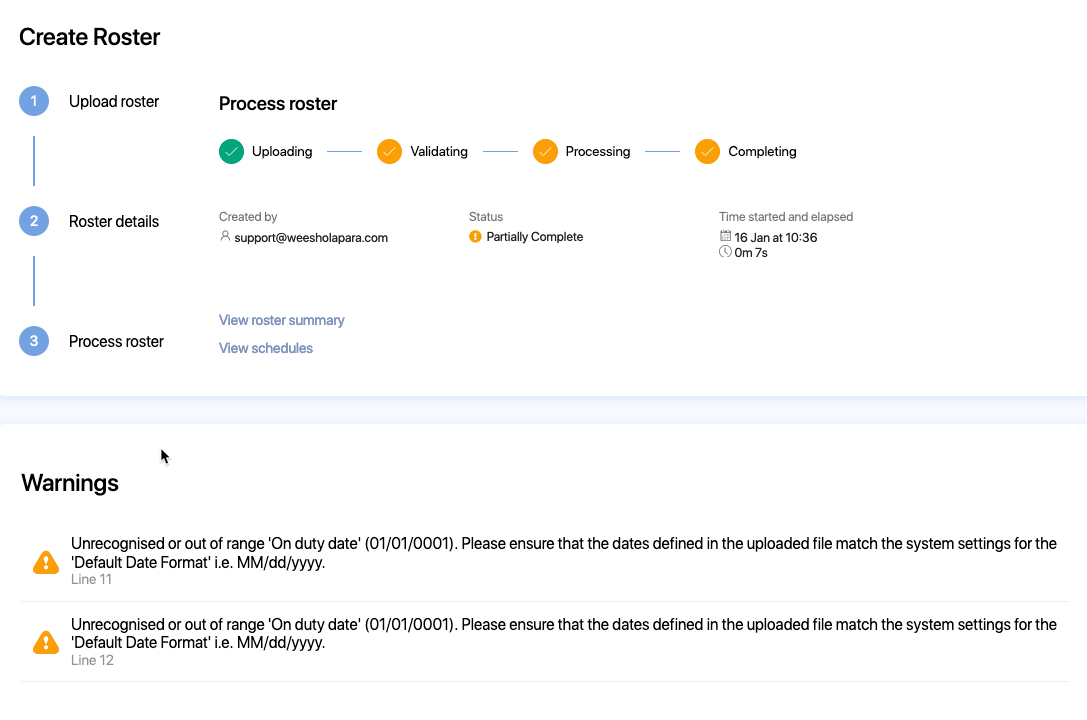 Create Roster
1 Upload roster
Process roster
Uploading Validating Processing Completing
2 Roster details
Created by
support@weesholapara.com
Status
Partially Complete
Time started and elapsed
16 Jan at 10:36
0m 7s
View roster summary
3 Process roster
View schedules
Warnings
Unrecognised or out of range 'On duty date' (01/01/0001). Please ensure that the dates defined in the uploaded file match the system settings for the
'Default Date Format' i.e. MM/dd/yyyy.
Line 11
Unrecognised or out of range 'On duty date' (01/01/0001). Please ensure that the dates defined in the uploaded file match the system settings for the
'Default Date Format' i.e. MM/dd/yyyy.
Line 12